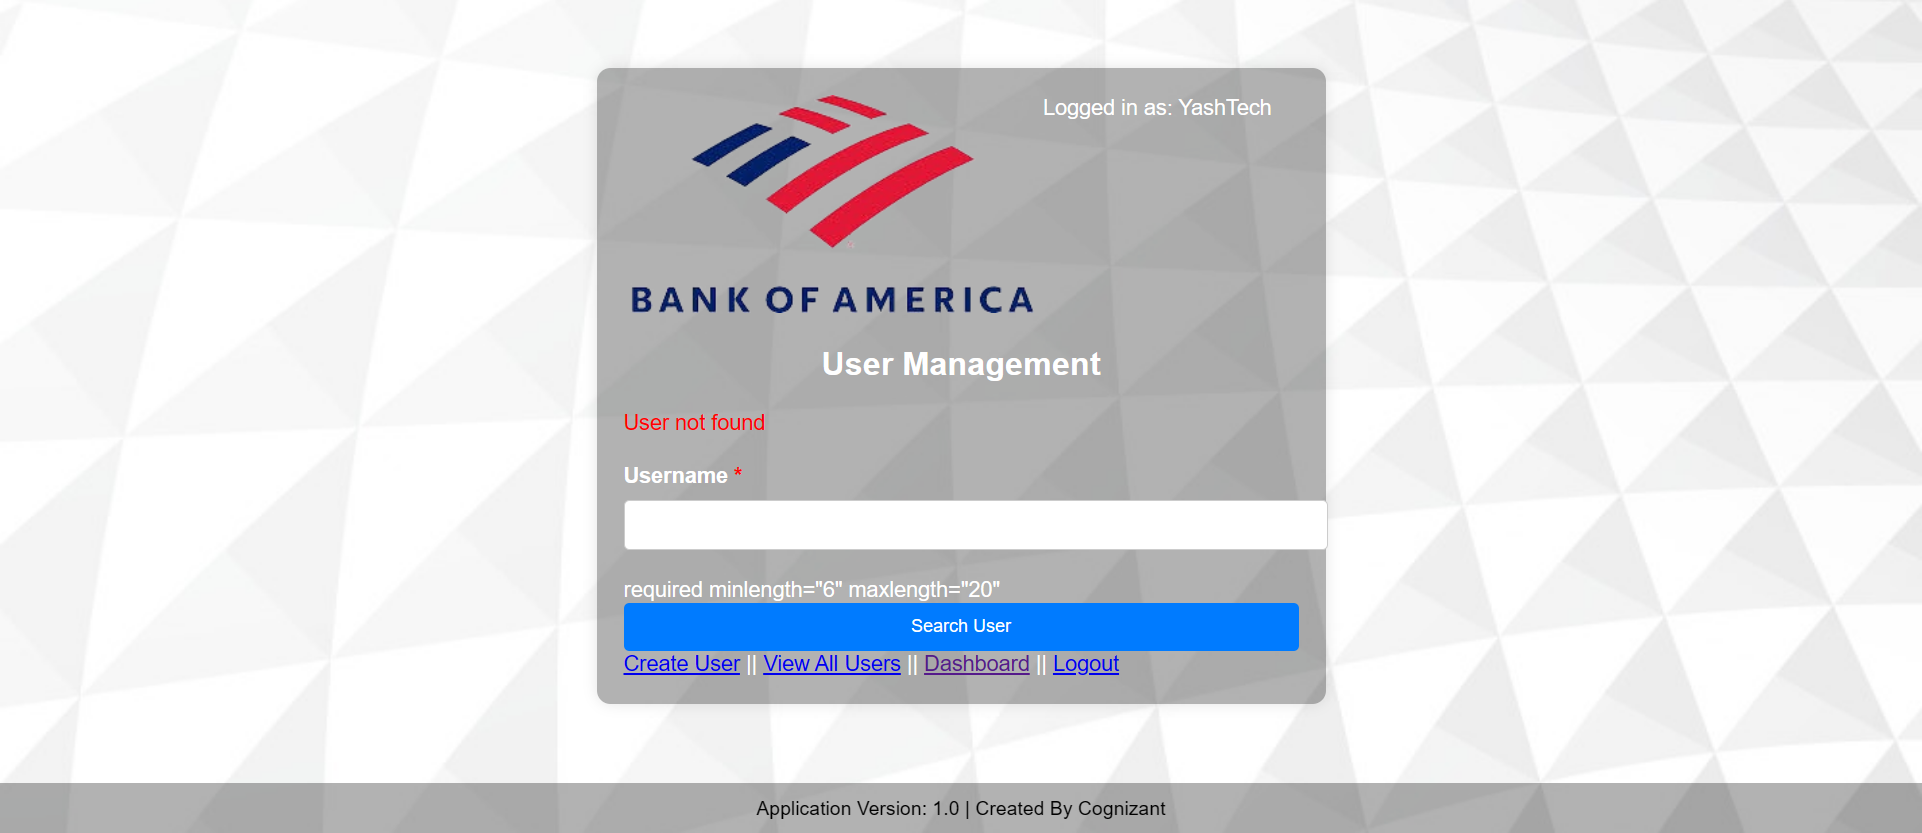 Logged in as: YashTech
BANK OF AMERICA
User Management
User not found
Username *
required minlength="6" maxlength="20"
Search User
Create User || View All Users || Dashboard || Logout
Application Version: 1.0 | Created By Cognizant